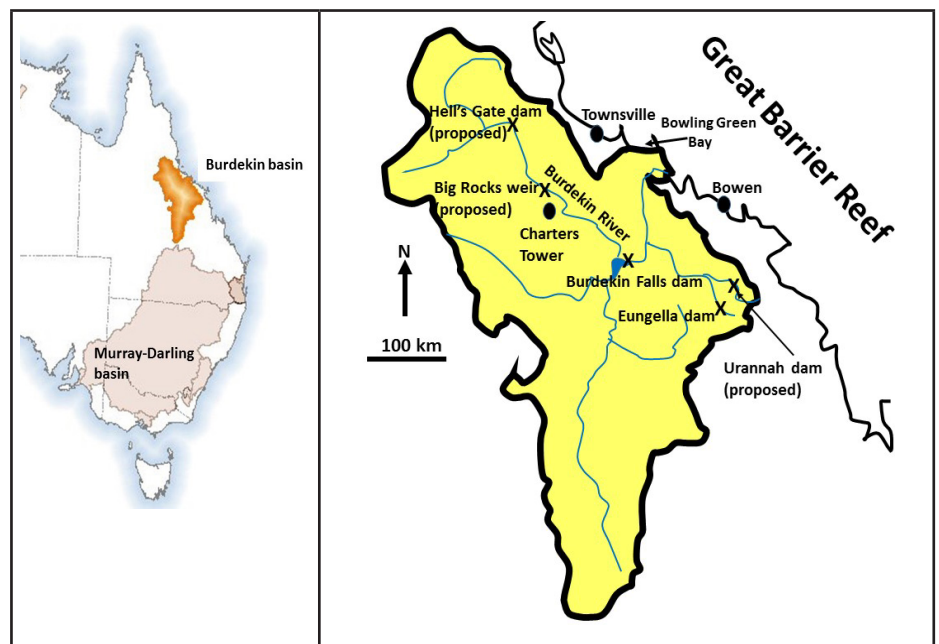 Burdekin basin
Murray-Darling
basin
Great Barrier Reef
Hell's Gate dam
(proposed)
Townsville
Bowling Green
Bay
Big Rocks weir
(proposed)
Burdekin River
Bowen
Charters
Tower
N
Burdekin Falls dam
Eungella dam
100 km
Urannah dam
(proposed)